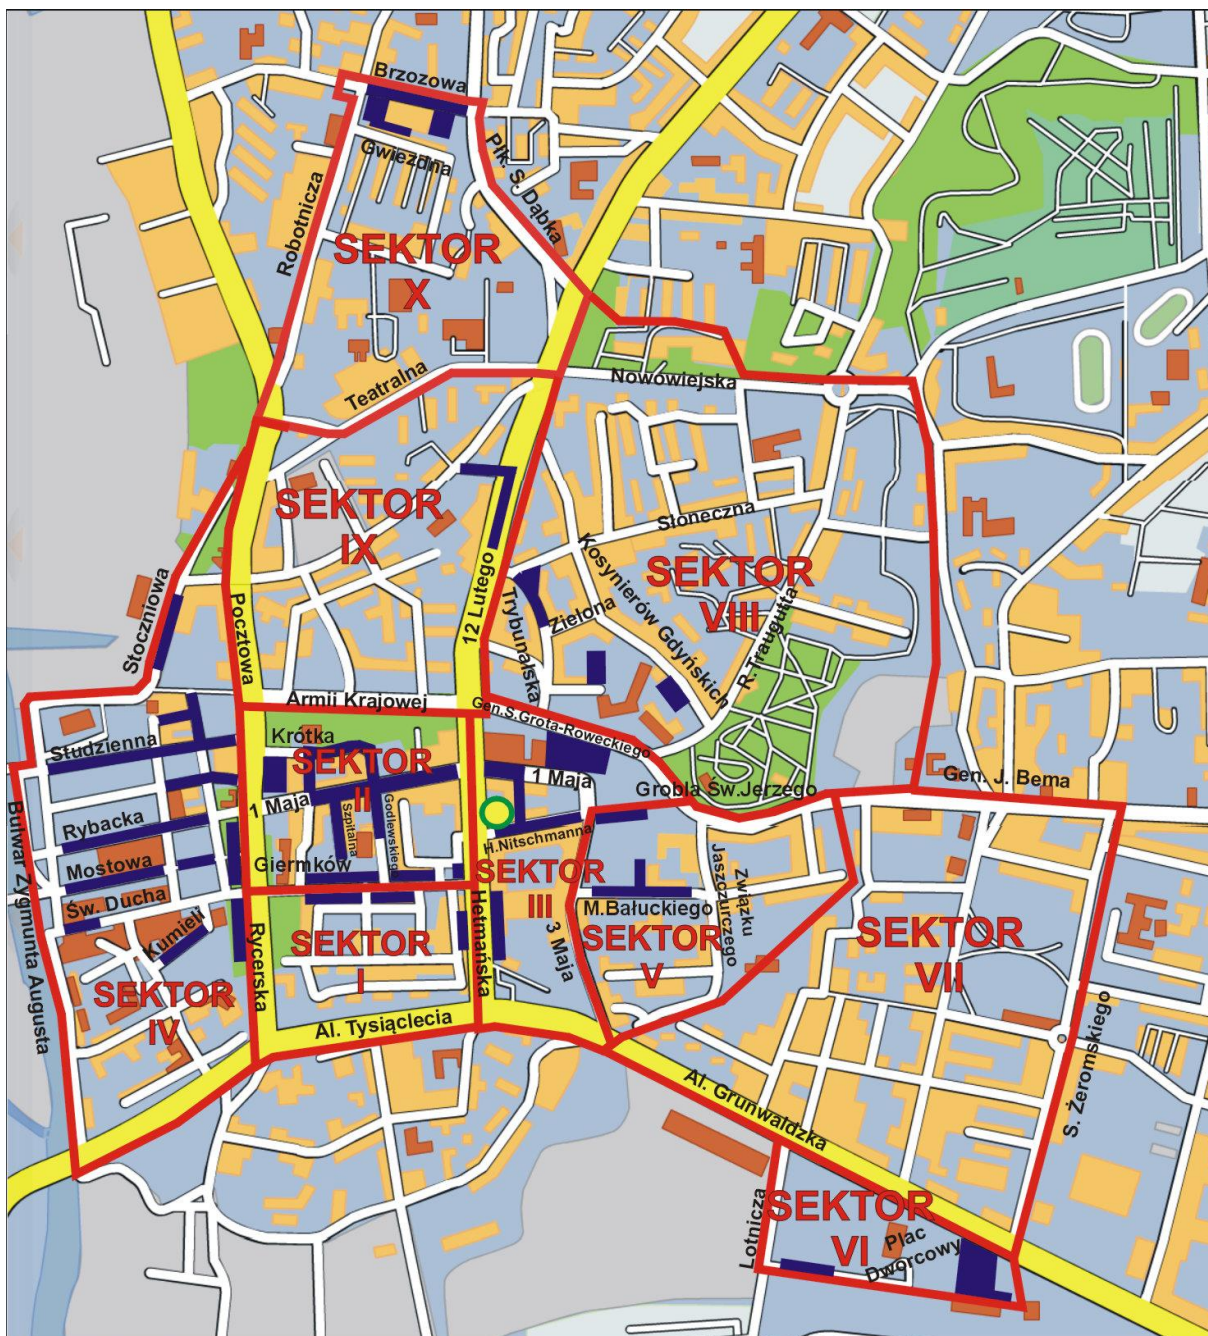 Brzozowa
Gwiezdna
Płk. S. Dąbka
Robotnicza
SEKTOR
X
Teatralna
Nowowiejska
SEKTOR
IX
Słoneczna
Kosynierów Gdyńskich
SEKTOR
VIII
R. Traugutta
12 Lutego
Trybunalska
Zielona
Stoczniowa
Pocztowa
Armii Krajowej
Gen.S.Grota-Roweckiego
Studzienna
Krótka
SEKTOR
II
1 Maja
1 Maja
Grobla Św.Jerzego
Gen. J. Bema
Bulwar Zygmunta Augusta
Rybacka
Szpitalna
Godlewskiego
H.Nitschmanna
Mostowa
Giermków
SEKTOR
III
Jaszczurczego
Związku
Św. Ducha
M.Bałuckiego
Kumieli
Rycerska
SEKTOR
I
Hetmańska
3 Maja
SEKTOR
V
SEKTOR
VII
SEKTOR
IV
Al. Tysiąclecia
S. Żeromskiego
Al. Grunwaldzka
Lotnicza
SEKTOR
VI
Plac
Dworcowy